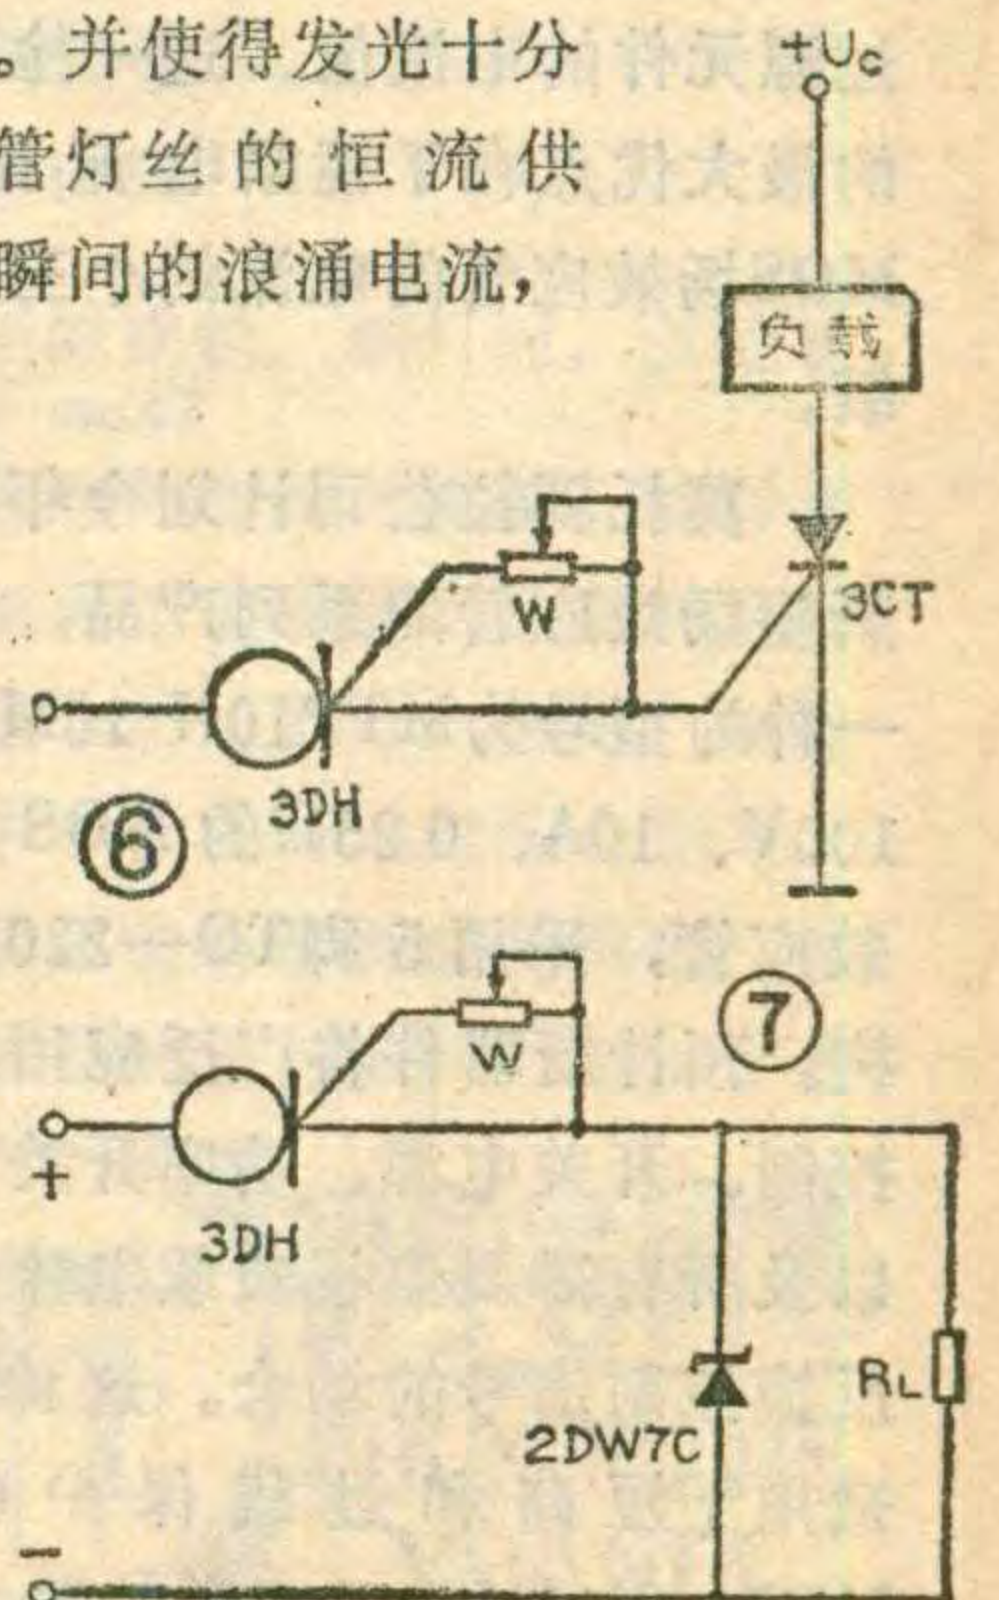 。并使得发光十分
管灯丝的恒流供
瞬间的浪涌电流，
+Uc
负载
3CT
W
3DH
⑥
⑦
W
+
3DH
RL
2DW7C
−